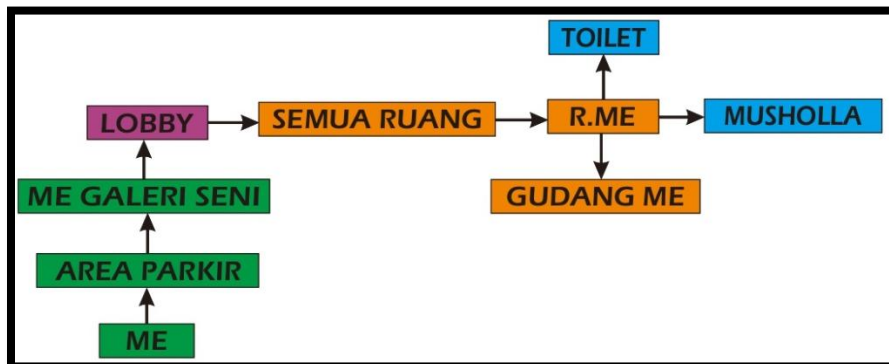 TOILET
LOBBY
SEMUA RUANG
R.ME
MUSHOLLA
ME GALERI SENI
GUDANG ME
AREA PARKIR
ME